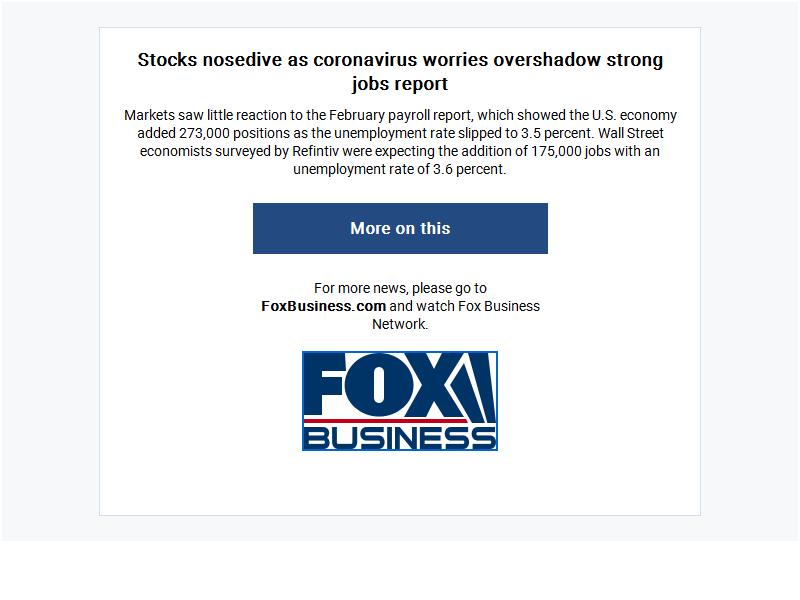 Stocks nosedive as coronavirus worries overshadow strong
jobs report
Markets saw little reaction to the February payroll report, which showed the U.S. economy
added 273,000 positions as the unemployment rate slipped to 3.5 percent. Wall Street
economists surveyed by Refintiv were expecting the addition of 175,000 jobs with an
unemployment rate of 3.6 percent.
More on this
For more news, please go to
FoxBusiness.com and watch Fox Business
Network.
FOX
BUSINESS